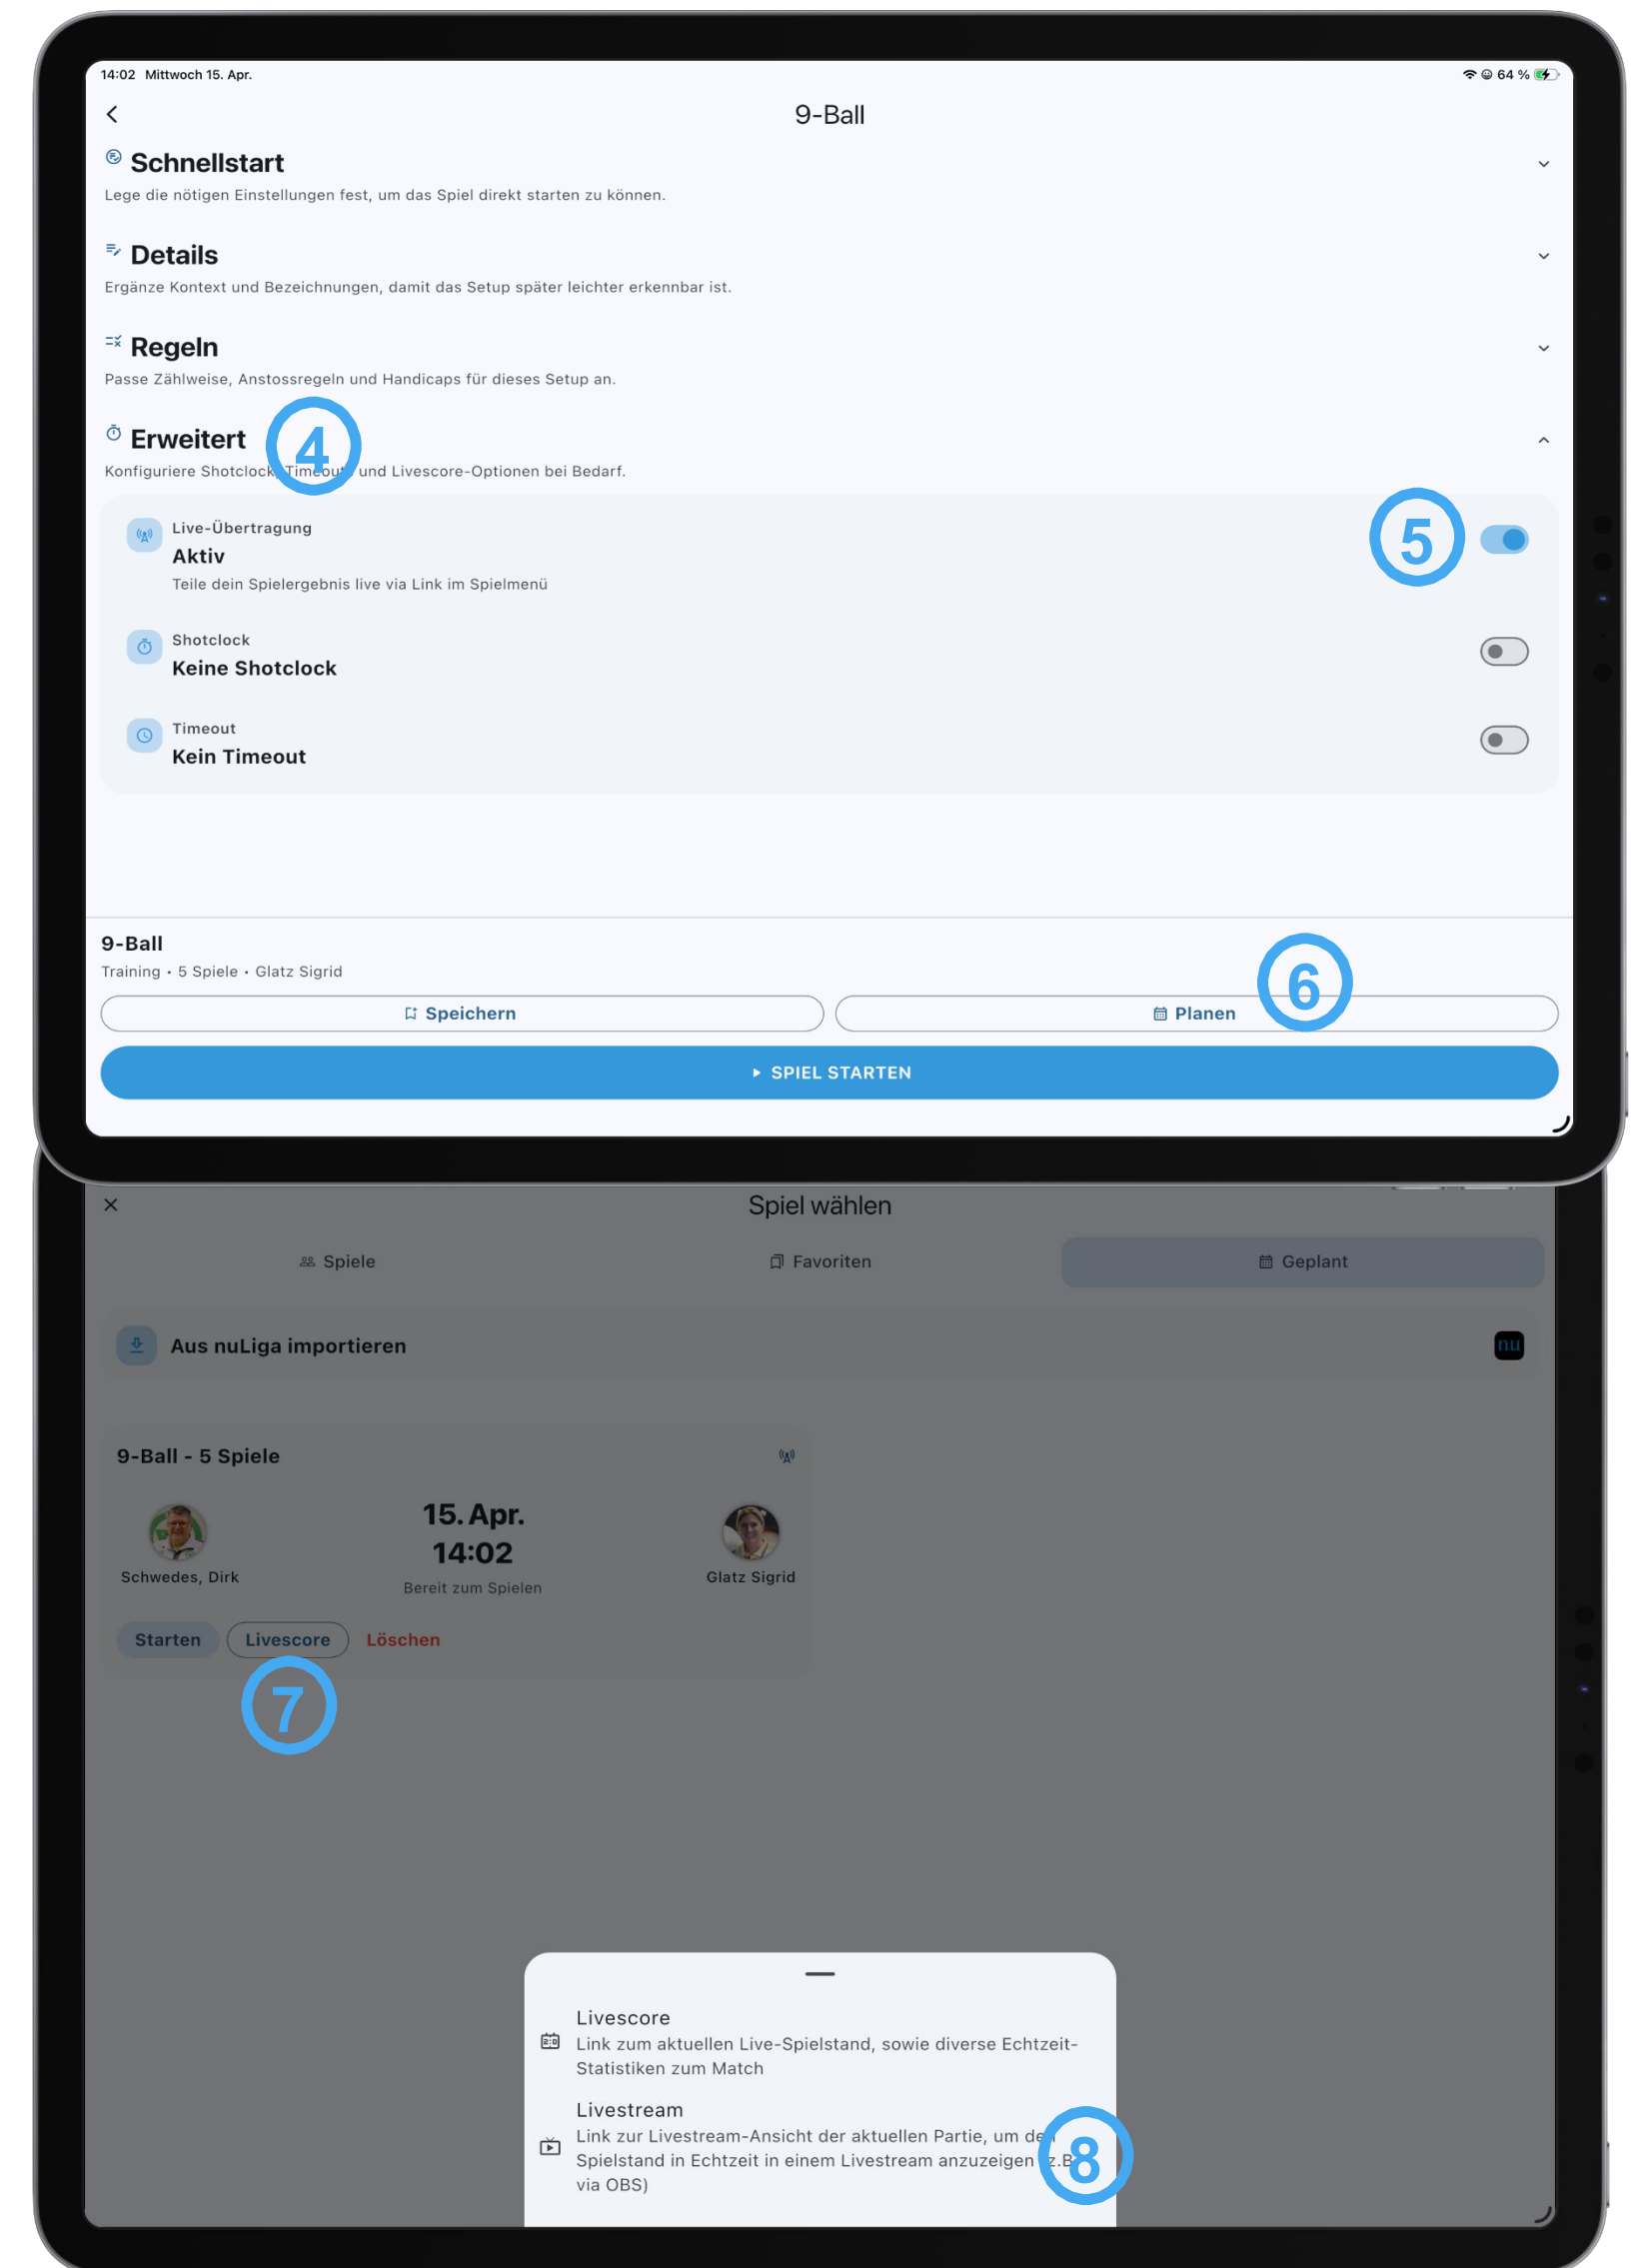 14:02 Mittwoch 15. Apr.
64 %
9-Ball
Schnellstart
Lege die nötigen Einstellungen fest, um das Spiel direkt starten zu können.
Details
Ergänze Kontext und Bezeichnungen, damit das Setup später leichter erkennbar ist.
Regeln
Passe Zählweise, Anstossregeln und Handicaps für dieses Setup an.
Erweitert
4
Konfiguriere Shotclock, Timeout und Livescore-Optionen bei Bedarf.
Live-Übertragung
Aktiv
Teile dein Spielergebnis live via Link im Spielmenü
5
Shotclock
Keine Shotclock
Timeout
Kein Timeout
9-Ball
Training • 5 Spiele • Glatz Sigrid
6
Speichern
Planen
SPIEL STARTEN
Spiel wählen
Spiele
Favoriten
Geplant
Aus nuLiga importieren
nu
9-Ball - 5 Spiele
15. Apr.
14:02
Schwedes, Dirk
Bereit zum Spielen
Glatz Sigrid
Starten
Livescore
Löschen
7
Livescore
Link zum aktuellen Live-Spielstand, sowie diverse Echtzeit-
Statistiken zum Match
Livestream
Link zur Livestream-Ansicht der aktuellen Partie, um den
Spielstand in Echtzeit in einem Livestream anzuzeigen (z.B.
via OBS)
8